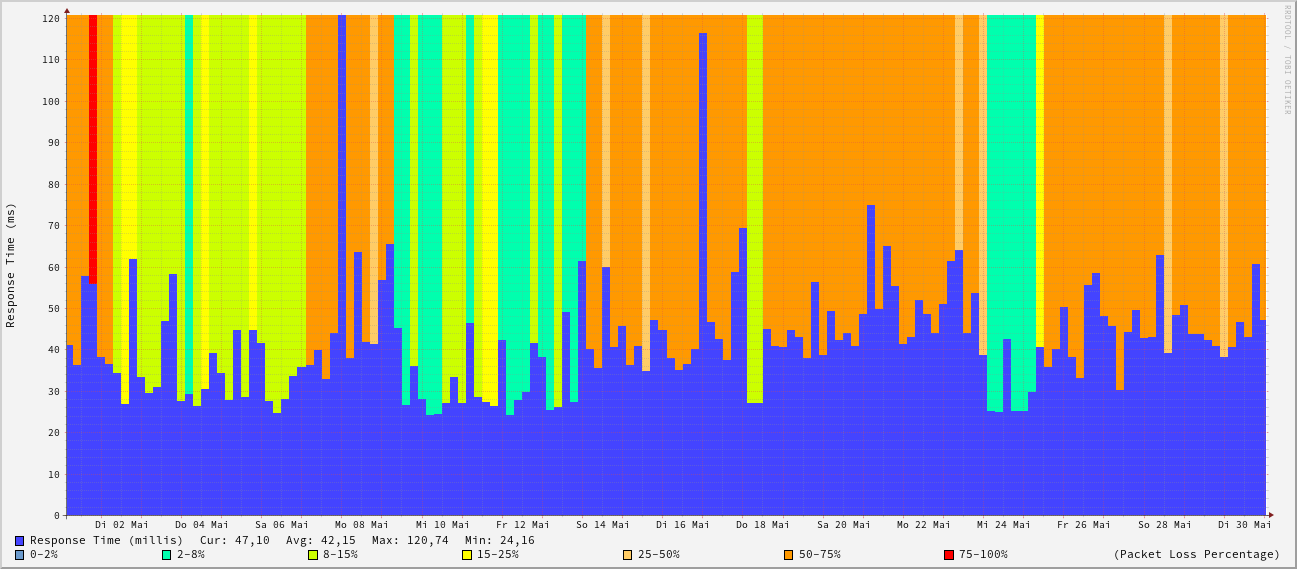 RRDTOOL / TOBI OETIKER
Response Time (ms)
120
110
100
90
80
70
60
50
40
30
20
10
0
Di 02 Mai Do 04 Mai Sa 06 Mai Mo 08 Mai Mi 10 Mai Fr 12 Mai So 14 Mai Di 16 Mai Do 18 Mai Sa 20 Mai Mo 22 Mai Mi 24 Mai Fr 26 Mai So 28 Mai Di 30 Mai
Response Time (millis) Cur: 47,10 Avg: 42,15 Max: 120,74 Min: 24,16
0-2% 2-8% 8-15% 15-25% 25-50% 50-75% 75-100% (Packet Loss Percentage)